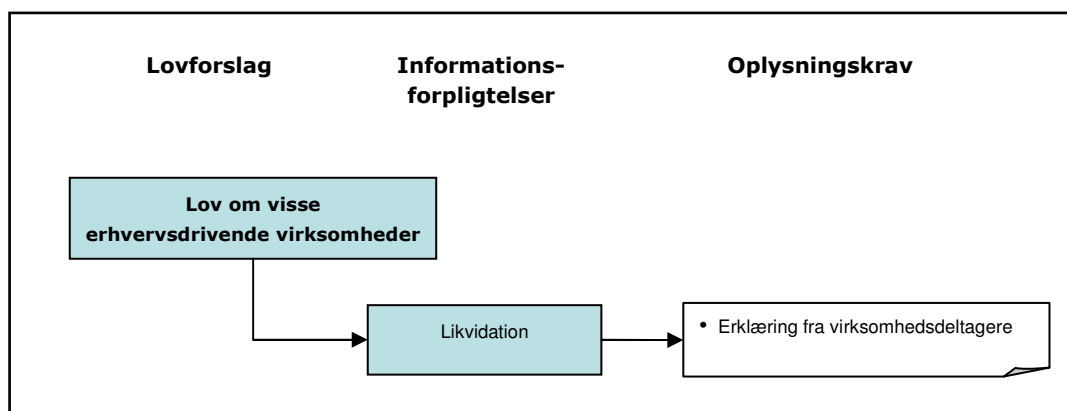 Lovforslag
Informations-
forpligtelser
Oplysningskrav
Lov om visse
erhvervsdrivende virksomheder
Likvidation
• Erklæring fra virksomhedsdeltagere